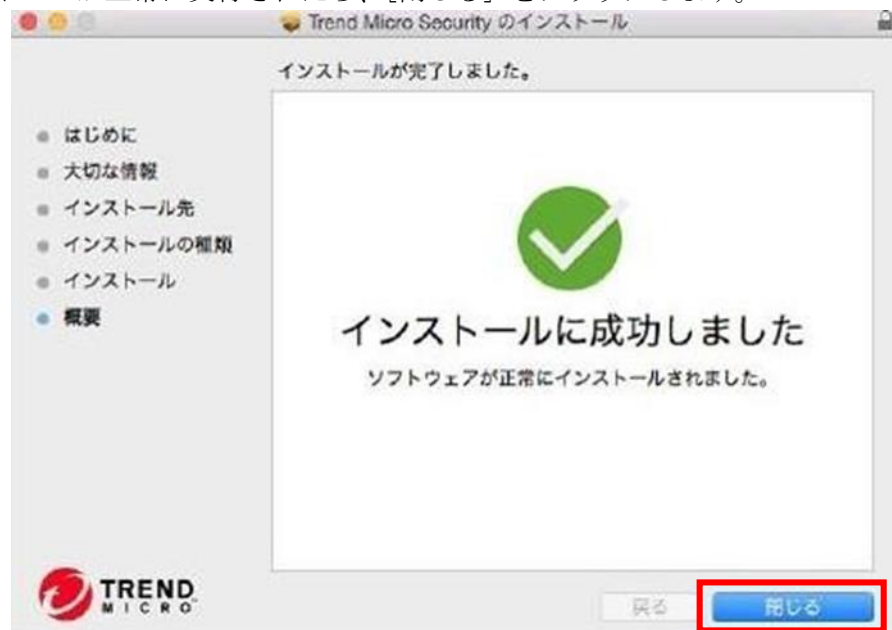 Trend Micro Security のインストール
インストールが完了しました。
はじめに
大切な情報
インストール先
インストールの種類
インストール
概要
インストールに成功しました
ソフトウェアが正常にインストールされました。
TREND
MICRO
戻る
閉じる